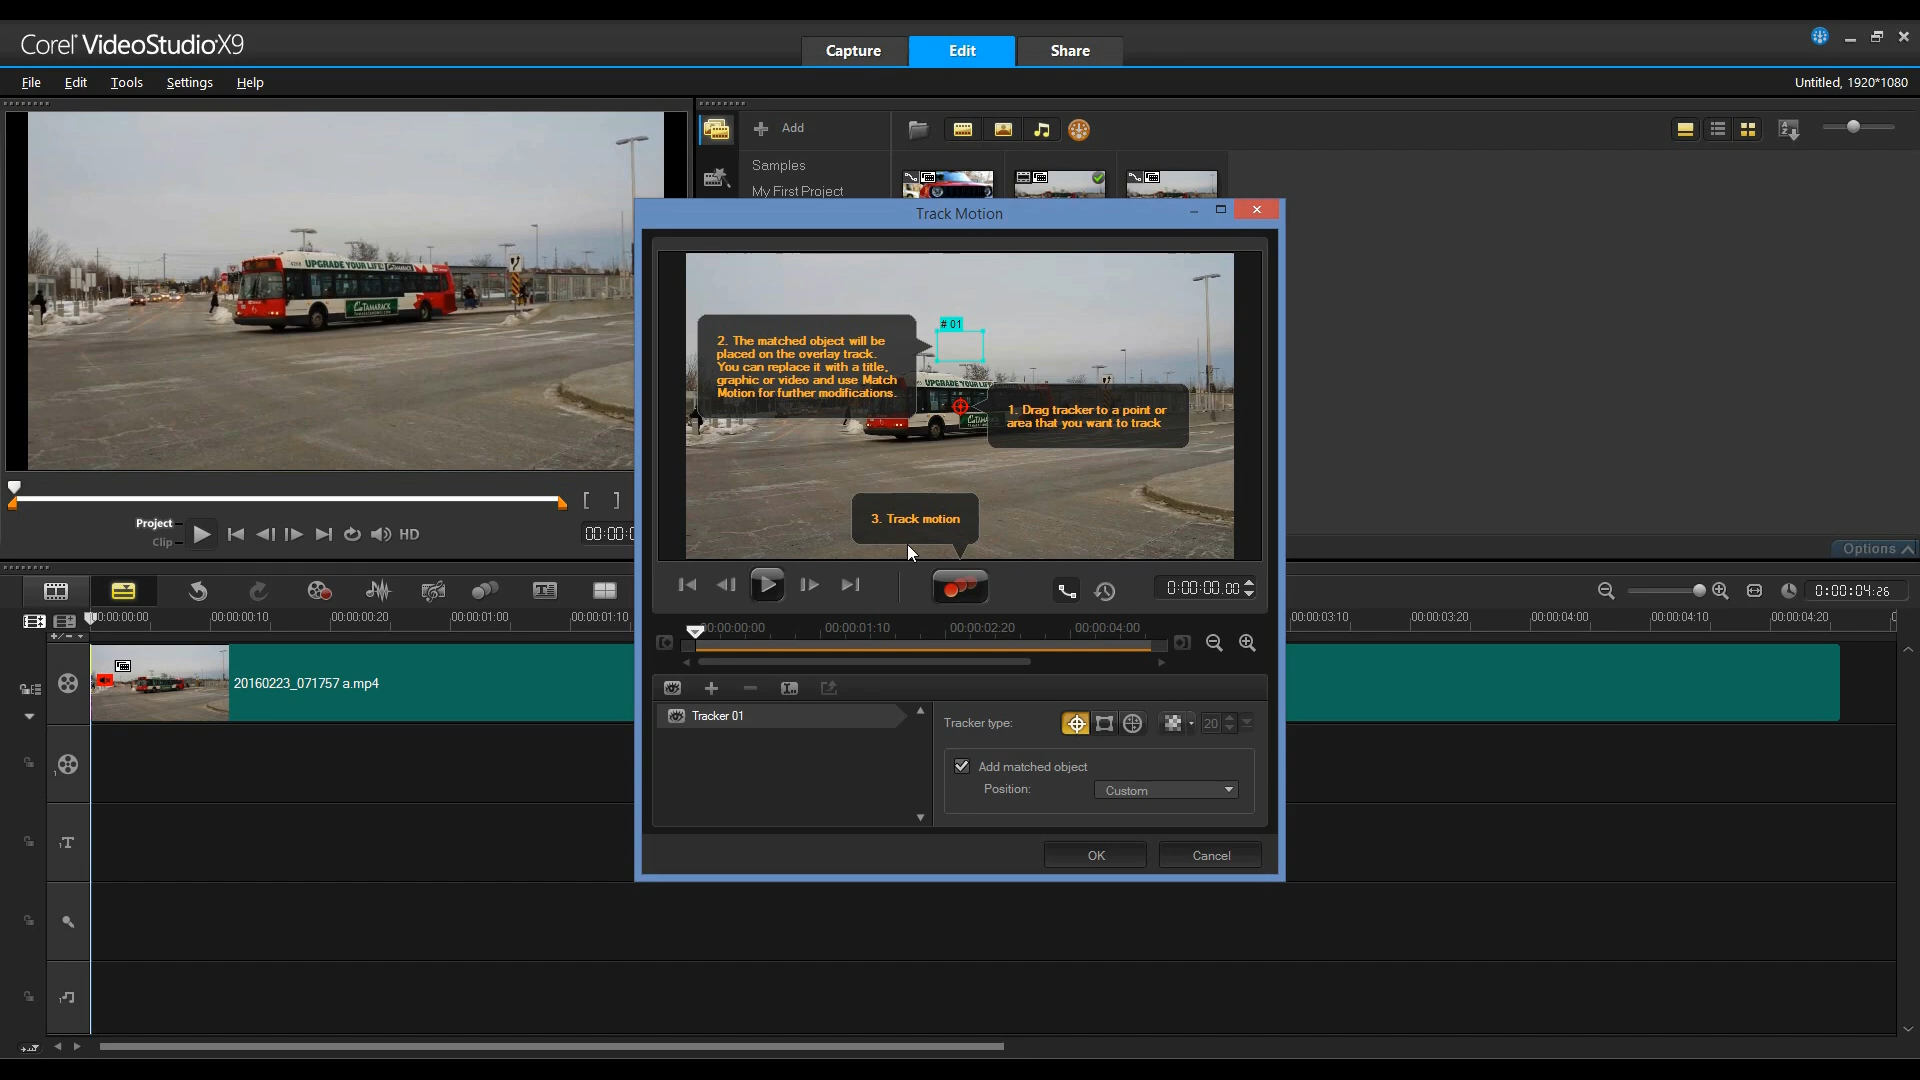 Corel VideoStudio X9
Capture
Edit
Share
File Edit Tools Settings Help
Untitled, 1920*1080
Add
Samples
My First Project
Track Motion
UPGRADE YOUR LIFE!
TAMARACK
# 01
2. The matched object will be
placed on the overlay track.
You can replace it with a title,
graphic or video and use Match
Motion for further modifications.
UPGRADE YOUR LIFE
1. Drag tracker to a point or
area that you want to track
3. Track motion
Project
Clip
HD
[ ]
Options
0:00:00.00
0:00:04:26
00:00:00:00 00:00:00:10 00:00:00:20 00:00:01:00 00:00:01:10
00:00:03:10 00:00:03:20 00:00:04:00 00:00:04:10 00:00:04:20
00:00:01:10 00:00:02:20 00:00:04:00
20160223_071757 a.mp4
Tracker 01
Tracker type:
20
Add matched object
Position:
Custom
OK
Cancel